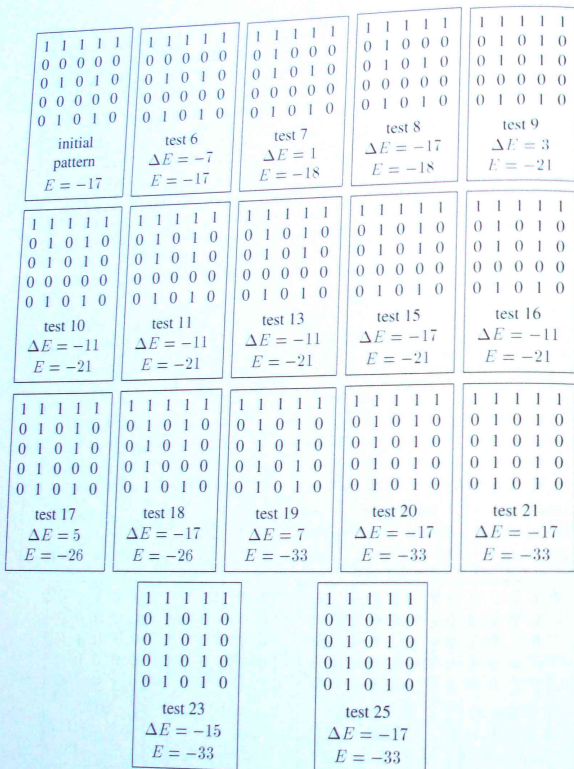 1 1 1 1 1
0 0 0 0 0
0 1 0 1 0
0 0 0 0 0
0 1 0 1 0
initial
pattern
E = −17
1 1 1 1 1
0 0 0 0 0
0 1 0 1 0
0 0 0 0 0
0 1 0 1 0
test 6
ΔE = −7
E = −17
1 1 1 1 1
0 1 0 0 0
0 1 0 1 0
0 0 0 0 0
0 1 0 1 0
test 7
ΔE = 1
E = −18
1 1 1 1 1
0 1 0 0 0
0 1 0 1 0
0 0 0 0 0
0 1 0 1 0
test 8
ΔE = −17
E = −18
1 1 1 1 1
0 1 0 1 0
0 1 0 1 0
0 0 0 0 0
0 1 0 1 0
test 9
ΔE = 3
E = −21
1 1 1 1 1
0 1 0 1 0
0 1 0 1 0
0 0 0 0 0
0 1 0 1 0
test 10
ΔE = −11
E = −21
1 1 1 1 1
0 1 0 1 0
0 1 0 1 0
0 0 0 0 0
0 1 0 1 0
test 11
ΔE = −11
E = −21
1 1 1 1 1
0 1 0 1 0
0 1 0 1 0
0 0 0 0 0
0 1 0 1 0
test 13
ΔE = −11
E = −21
1 1 1 1 1
0 1 0 1 0
0 1 0 1 0
0 0 0 0 0
0 1 0 1 0
test 15
ΔE = −17
E = −21
1 1 1 1 1
0 1 0 1 0
0 1 0 1 0
0 0 0 0 0
0 1 0 1 0
test 16
ΔE = −11
E = −21
1 1 1 1 1
0 1 0 1 0
0 1 0 1 0
0 1 0 0 0
0 1 0 1 0
test 17
ΔE = 5
E = −26
1 1 1 1 1
0 1 0 1 0
0 1 0 1 0
0 1 0 0 0
0 1 0 1 0
test 18
ΔE = −17
E = −26
1 1 1 1 1
0 1 0 1 0
0 1 0 1 0
0 1 0 1 0
0 1 0 1 0
test 19
ΔE = 7
E = −33
1 1 1 1 1
0 1 0 1 0
0 1 0 1 0
0 1 0 1 0
0 1 0 1 0
test 20
ΔE = −17
E = −33
1 1 1 1 1
0 1 0 1 0
0 1 0 1 0
0 1 0 1 0
0 1 0 1 0
test 21
ΔE = −17
E = −33
1 1 1 1 1
0 1 0 1 0
0 1 0 1 0
0 1 0 1 0
0 1 0 1 0
test 23
ΔE = −15
E = −33
1 1 1 1 1
0 1 0 1 0
0 1 0 1 0
0 1 0 1 0
0 1 0 1 0
test 25
ΔE = −17
E = −33